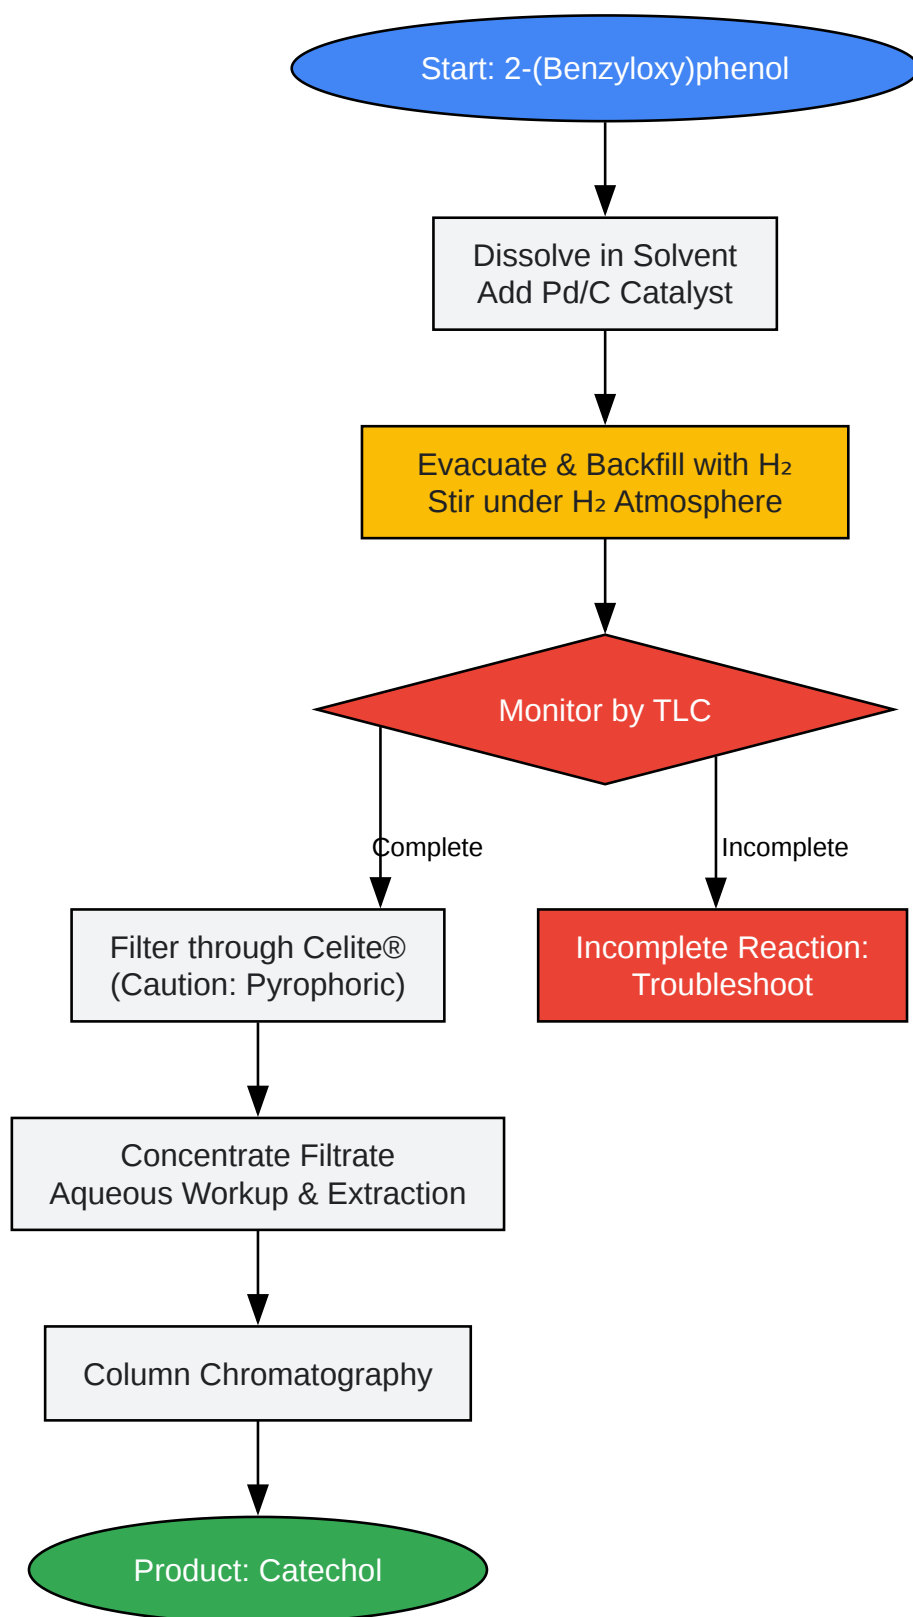 Start: 2-(Benzyloxy)phenol
Dissolve in Solvent
Add Pd/C Catalyst
Evacuate & Backfill with H₂
Stir under H₂ Atmosphere
Monitor by TLC
Complete
Incomplete
Filter through Celite®
(Caution: Pyrophoric)
Incomplete Reaction:
Troubleshoot
Concentrate Filtrate
Aqueous Workup & Extraction
Column Chromatography
Product: Catechol